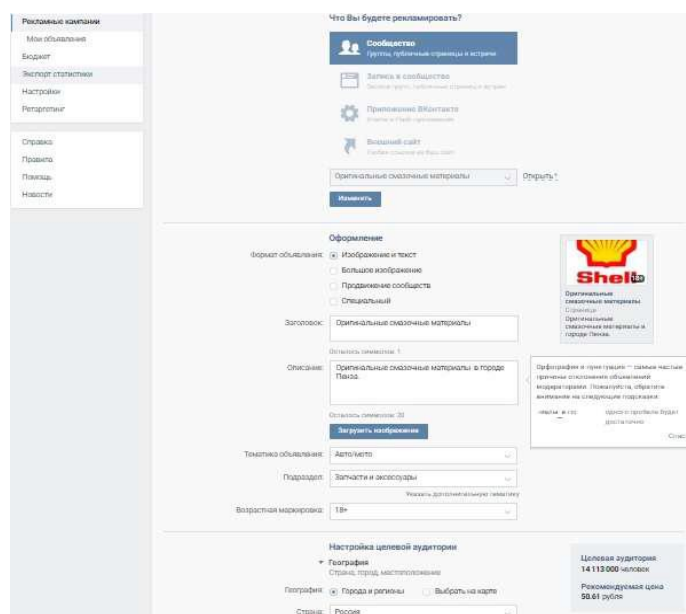 Рекламные кампании
Мои объявления
Бюджет
Экспорт статистики
Настройки
Ретаргетинг
Справка
Правила
Помощь
Новости
Что Вы будете рекламировать?
Сообщество
Группы, публичные страницы и встречи
Запись в сообществе
Приложение ВКонтакте
Внешний сайт
Оригинальные смазочные материалы
Открыть
Изменить
Оформление
Формат объявления:
Изображение и текст
Большое изображение
Продвижение сообществ
Специальный
Заголовок:
Оригинальные смазочные материалы
Осталось символов: 1
Описание:
Оригинальные смазочные материалы в городе
Пенза.
Осталось символов: 20
Загрузить изображение
Тематика объявления:
Авто/мото
Подраздел:
Запчасти и аксессуары
Указать дополнительную тематику
Возрастная маркировка:
18+
Shell
Оригинальные
смазочные материалы
Страница
Оригинальные
смазочные материалы в
городе Пенза.
Орфография и пунктуация — самые частые
причины отклонения объявлений
модераторами. Пожалуйста, обратите
внимание на следующие подсказки:
одного пробела будет
достаточно
Настройка целевой аудитории
География
Страна, город, местоположение
География:
Города и регионы
Выбрать на карте
Страна:
Россия
Целевая аудитория
14 113 000 человек
Рекомендуемая цена
50.61 рубля